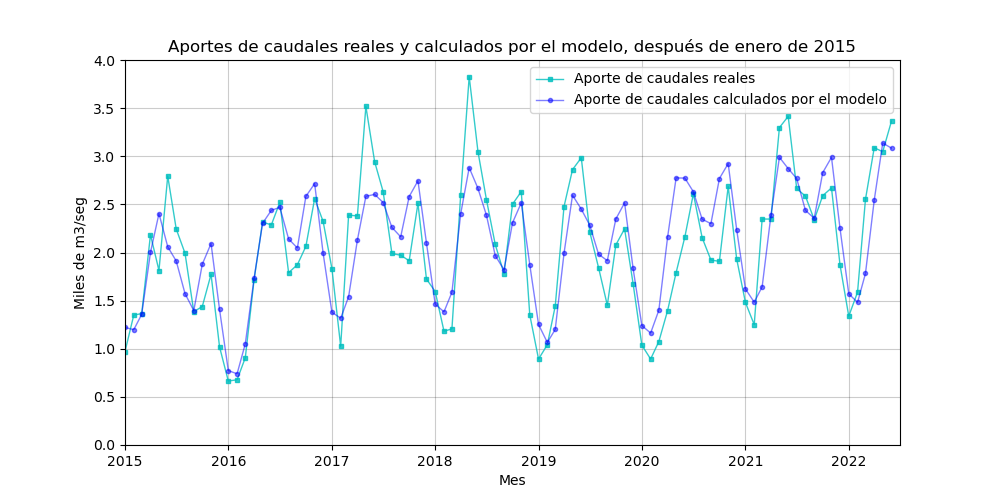 Aportes de caudales reales y calculados por el modelo, después de enero de 2015
Aporte de caudales reales
Aporte de caudales calculados por el modelo
Miles de m3/seg
4.0
3.5
3.0
2.5
2.0
1.5
1.0
0.5
0.0
2015 2016 2017 2018 2019 2020 2021 2022
Mes